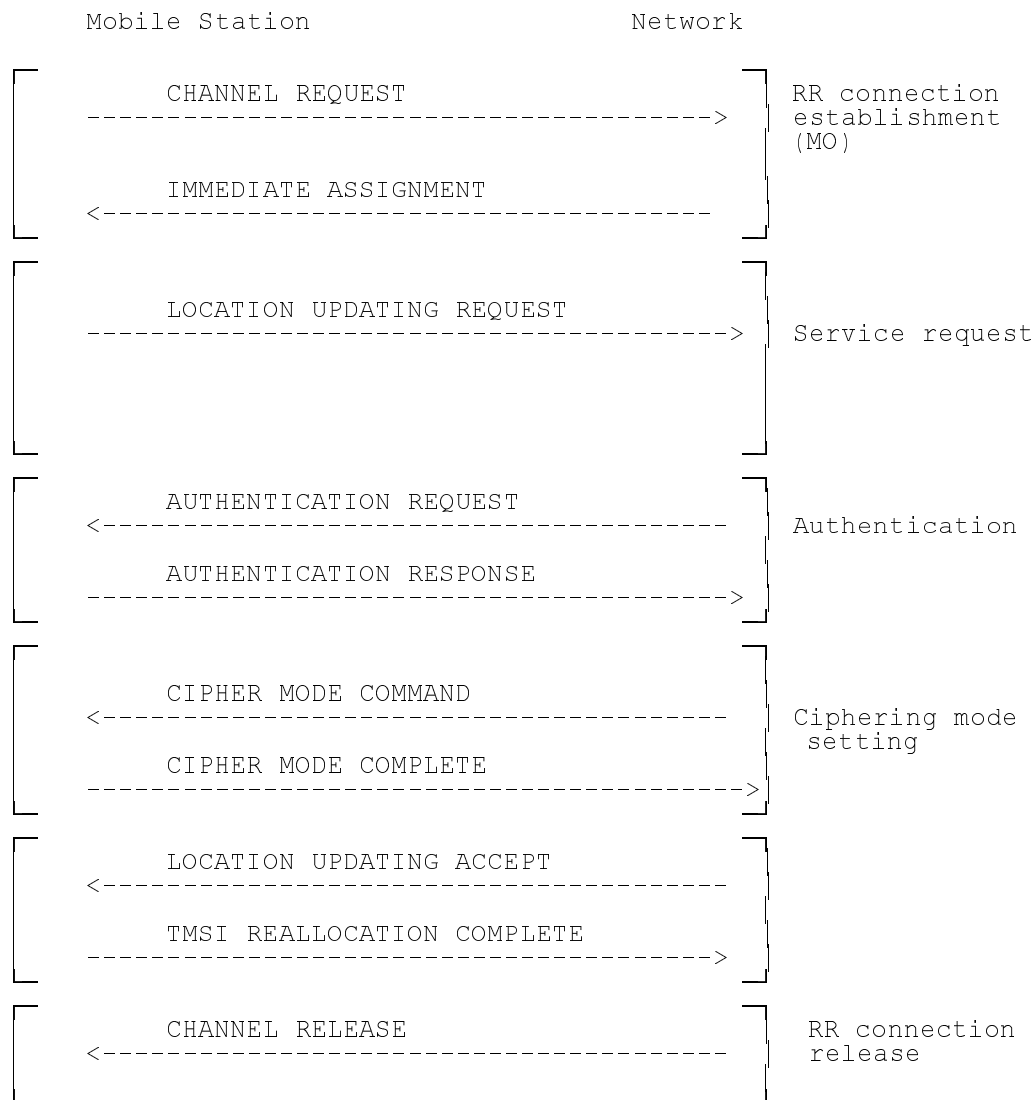 Mobile Station Network
CHANNEL REQUEST RR connection
establishment
(MO)
IMMEDIATE ASSIGNMENT
LOCATION UPDATING REQUEST
Service request
AUTHENTICATION REQUEST
Authentication
AUTHENTICATION RESPONSE
CIPHER MODE COMMAND
Ciphering mode
setting
CIPHER MODE COMPLETE
LOCATION UPDATING ACCEPT
TMSI REALLOCATION COMPLETE
CHANNEL RELEASE RR connection
release